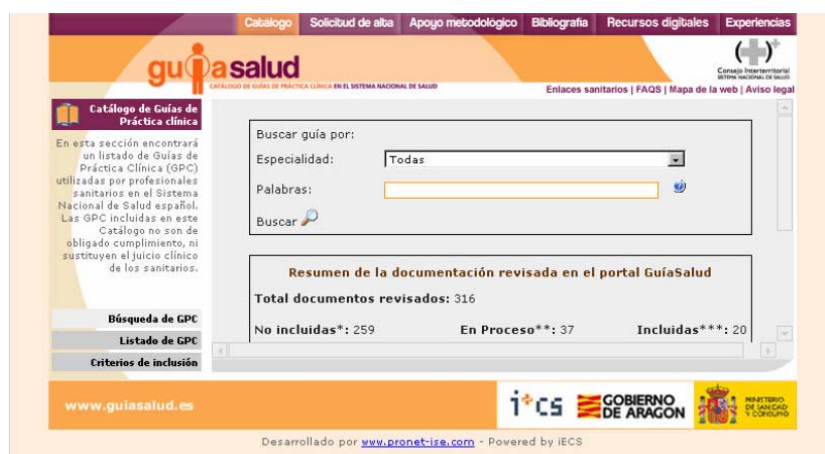 Catálogo Solicitud de alta Apoyo metodológico Bibliografía Recursos digitales Experiencias
guíasalud
CATÁLOGO DE GUÍAS DE PRÁCTICA CLÍNICA EN EL SISTEMA NACIONAL DE SALUD
Consejo Interterritorial
SISTEMA NACIONAL DE SALUD
Enlaces sanitarios | FAQS | Mapa de la web | Aviso legal
Catálogo de Guías de
Práctica clínica
En esta sección encontrará
un listado de Guías de
Práctica Clínica (GPC)
utilizadas por profesionales
sanitarios en el Sistema
Nacional de Salud español.
Las GPC incluidas en este
Catálogo no son de
obligado cumplimiento, ni
sustituyen el juicio clínico
de los sanitarios.
Búsqueda de GPC
Listado de GPC
Criterios de inclusión
Buscar guía por:
Especialidad: Todas
Palabras:
Buscar
Resumen de la documentación revisada en el portal GuíaSalud
Total documentos revisados: 316
No incluidas*: 259 En Proceso**: 37 Incluidas***: 20
www.guiasalud.es
i+cs
GOBIERNO
DE ARAGON
MINISTERIO
DE SANIDAD
Y CONSUMO
Desarrollado por www.pronet-ise.com - Powered by iECS